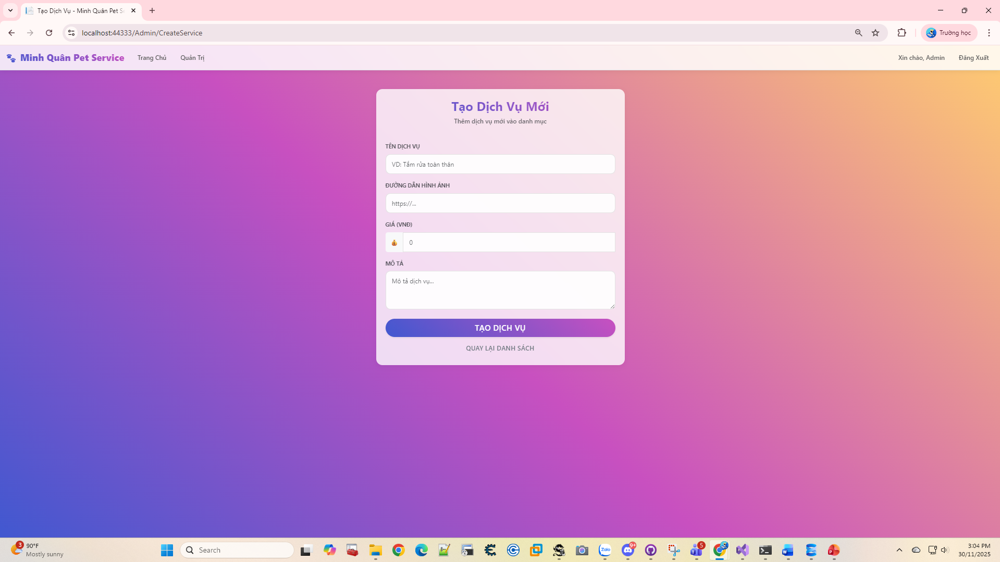 Tạo Dịch Vụ - Minh Quân Pet Se
localhost:44333/Admin/CreateService
Trường học
Minh Quân Pet Service
Trang Chủ
Quản Trị
Xin chào, Admin
Đăng Xuất
Tạo Dịch Vụ Mới
Thêm dịch vụ mới vào danh mục
TÊN DỊCH VỤ
VD: Tắm rửa toàn thân
ĐƯỜNG DẪN HÌNH ẢNH
https://...
GIÁ (VNĐ)
0
MÔ TẢ
Mô tả dịch vụ...
TẠO DỊCH VỤ
QUAY LẠI DANH SÁCH
3
90°F
Mostly sunny
Search
Zalo
9+
5
3:04 PM
30/11/2025